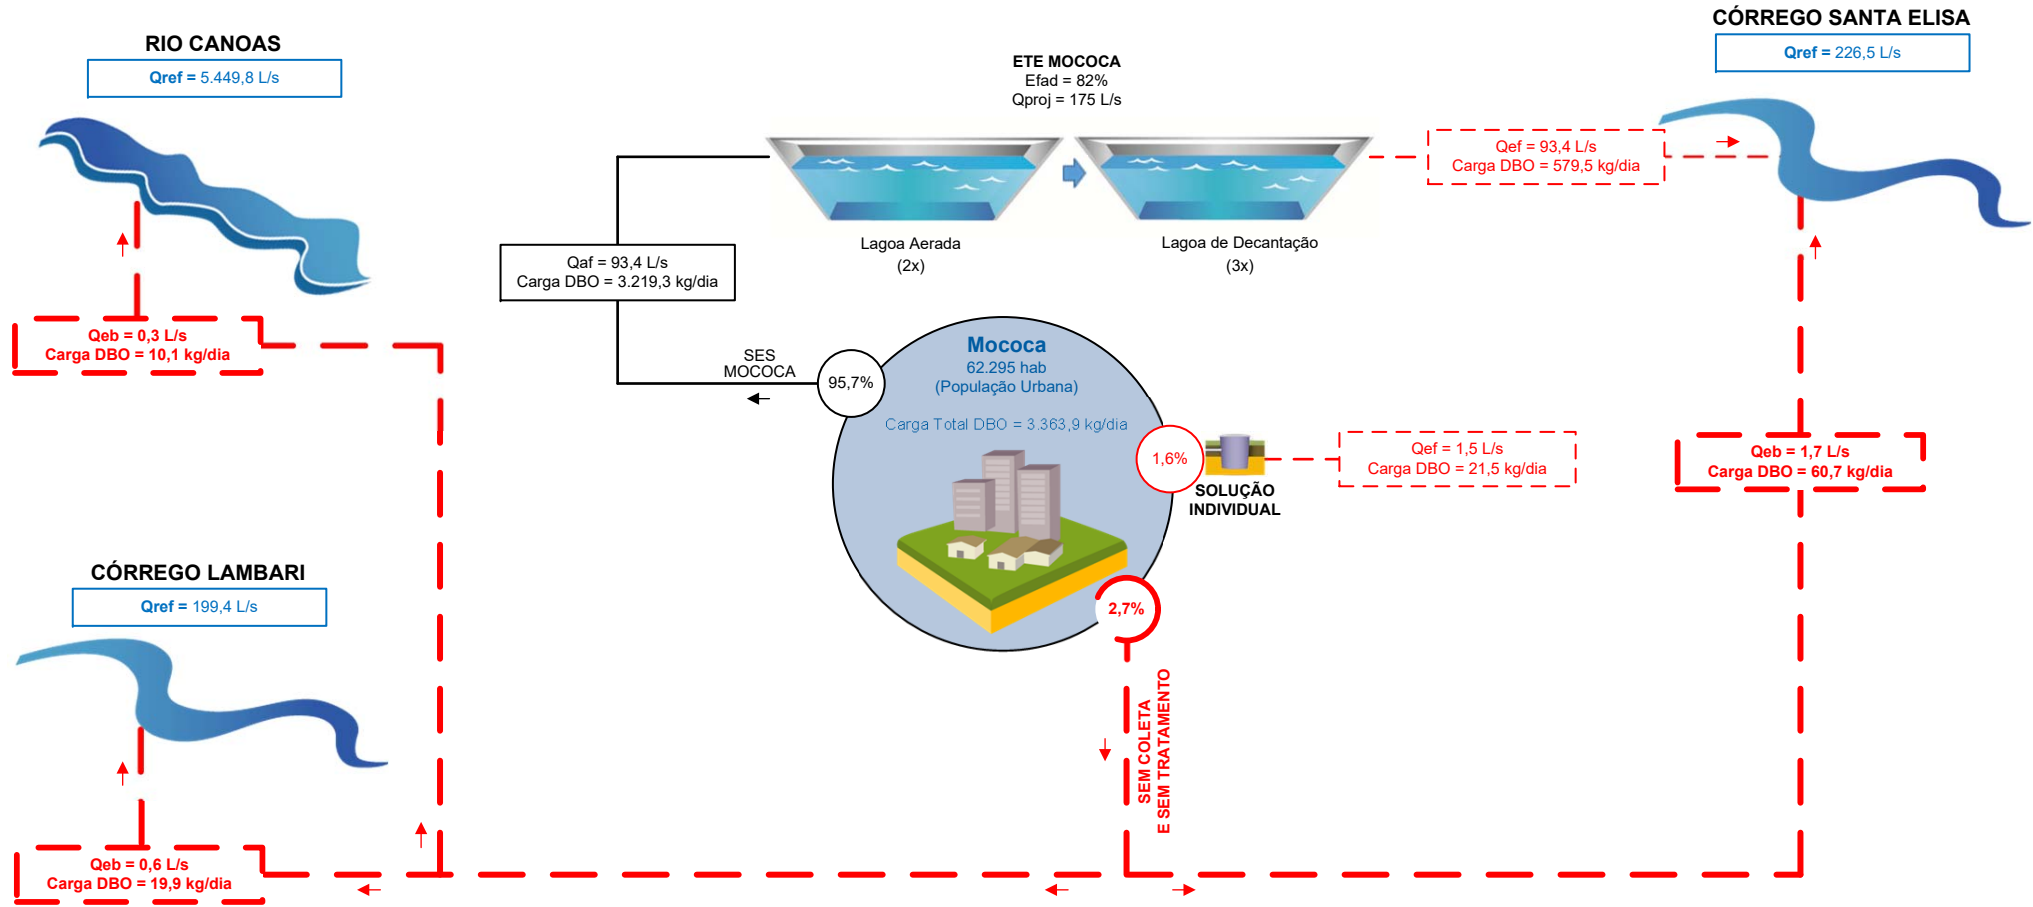 CÓRREGO SANTA ELISA
Qref = 226,5 L/s
RIO CANOAS
Qref = 5.449,8 L/s
ETE MOCOCA
Efad = 82%
Qproj = 175 L/s
Qef = 93,4 L/s
Carga DBO = 579,5 kg/dia
Lagoa Aerada
(2x)
Lagoa de Decantação
(3x)
Qaf = 93,4 L/s
Carga DBO = 3.219,3 kg/dia
Qeb = 0,3 L/s
Carga DBO = 10,1 kg/dia
SES
MOCOCA
95,7%
Mococa
62.295 hab
(População Urbana)
Carga Total DBO = 3.363,9 kg/dia
1,6%
SOLUÇÃO
INDIVIDUAL
Qef = 1,5 L/s
Carga DBO = 21,5 kg/dia
Qeb = 1,7 L/s
Carga DBO = 60,7 kg/dia
CÓRREGO LAMBARI
Qref = 199,4 L/s
2,7%
SEM COLETA
E SEM TRATAMENTO
Qeb = 0,6 L/s
Carga DBO = 19,9 kg/dia